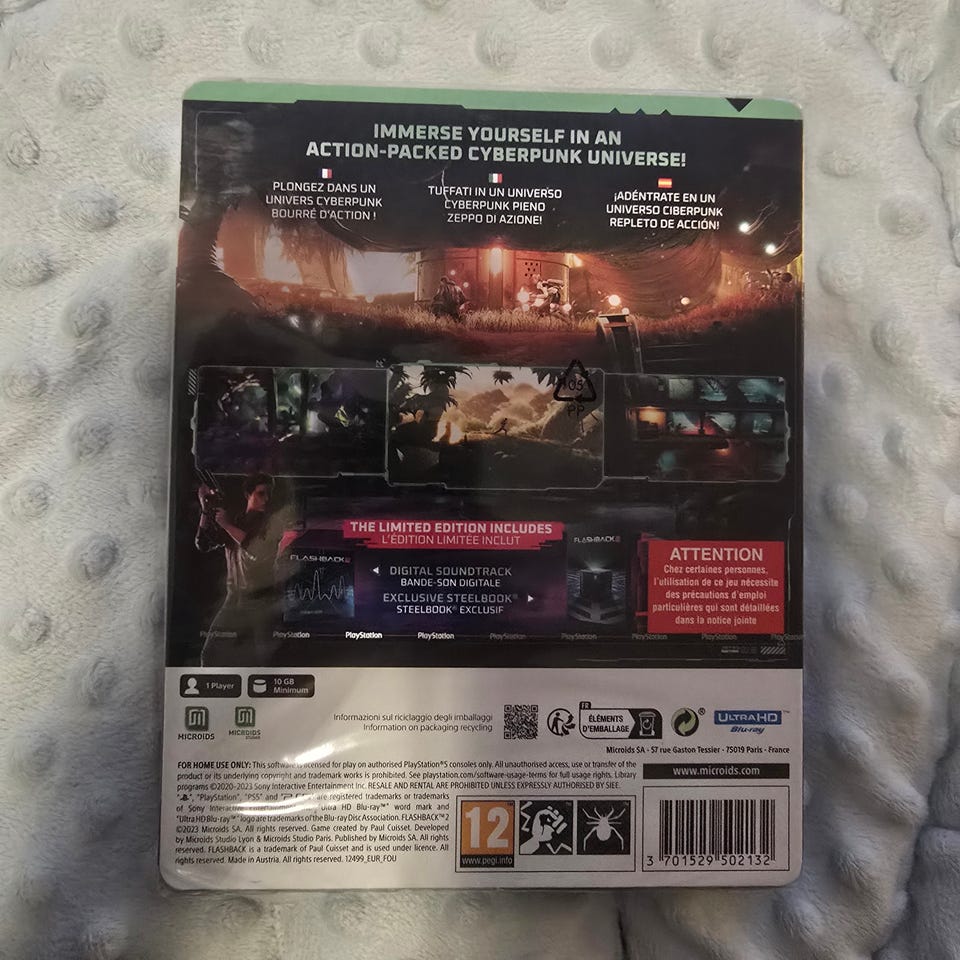 IMMERSE YOURSELF IN AN
ACTION-PACKED CYBERPUNK UNIVERSE!
PLONGEZ DANS UN
UNIVERS CYBERPUNK
BOURRÉ D'ACTION !
TUFFATI IN UN UNIVERSO
CYBERPUNK PIENO
ZEPPO DI AZIONE!
¡ADÉNTRATE EN UN
UNIVERSO CIBERPUNK
REPLETO DE ACCIÓN!
05
PP
THE LIMITED EDITION INCLUDES
L'ÉDITION LIMITÉE INCLUT
FLASHBACK 2
DIGITAL SOUNDTRACK
BANDE-SON DIGITALE
EXCLUSIVE STEELBOOK®
STEELBOOK® EXCLUSIF
FLASHBACK 2
ATTENTION
Chez certaines personnes,
l'utilisation de ce jeu nécessite
des précautions d'emploi
particulières qui sont détaillées
dans la notice jointe
PlayStation PlayStation PlayStation PlayStation PlayStation PlayStation PlayStation PlayStation PlayStation
1 Player
10 GB
Minimum
MICROIDS
MICROIDS
STUDIO
Informazioni sul riciclaggio degli imballaggi
Information on packaging recycling
FR
ÉLÉMENTS
D'EMBALLAGE
ULTRA HD™
Blu-ray
Microids SA - 57 rue Gaston Tessier - 75019 Paris - France
www.microids.com
FOR HOME USE ONLY: This software is licensed for play on authorised PlayStation®5 consoles only. All unauthorised access, use or transfer of the
product or its underlying copyright and trademark works is prohibited. See playstation.com/software-usage-terms for full usage rights. Library
programs ©2020-2023 Sony Interactive Entertainment Inc. RESALE AND RENTAL ARE PROHIBITED UNLESS EXPRESSLY AUTHORISED BY SIEE.
"PlayStation", "PS5" and "PS5" are registered trademarks or trademarks
of Sony Interactive Entertainment "Ultra HD Blu-ray™" word mark and
"Ultra HD Blu-ray™" logo are trademarks of the Blu-ray Disc Association. FLASHBACK™ 2
©2023 Microids SA. All rights reserved. Game created by Paul Cuisset. Developed
by Microids Studio Lyon & Microids Studio Paris. Published by Microids SA. All rights
reserved. FLASHBACK is a trademark of Paul Cuisset and is used under licence. All
rights reserved. Made in Austria. All rights reserved. 12499_EUR_FOU
12
www.pegi.info
3 701529 502132